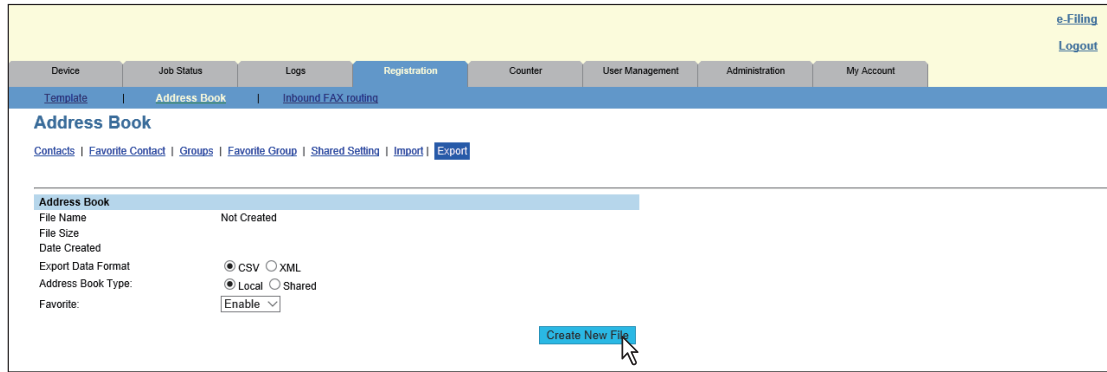 e-Filing
Logout
Device Job Status Logs Registration Counter User Management Administration My Account
Template | Address Book | Inbound FAX routing
Address Book
Contacts | Favorite Contact | Groups | Favorite Group | Shared Setting | Import | Export
Address Book
File Name Not Created
File Size
Date Created
Export Data Format CSV XML
Address Book Type: Local Shared
Favorite: Enable
Create New File